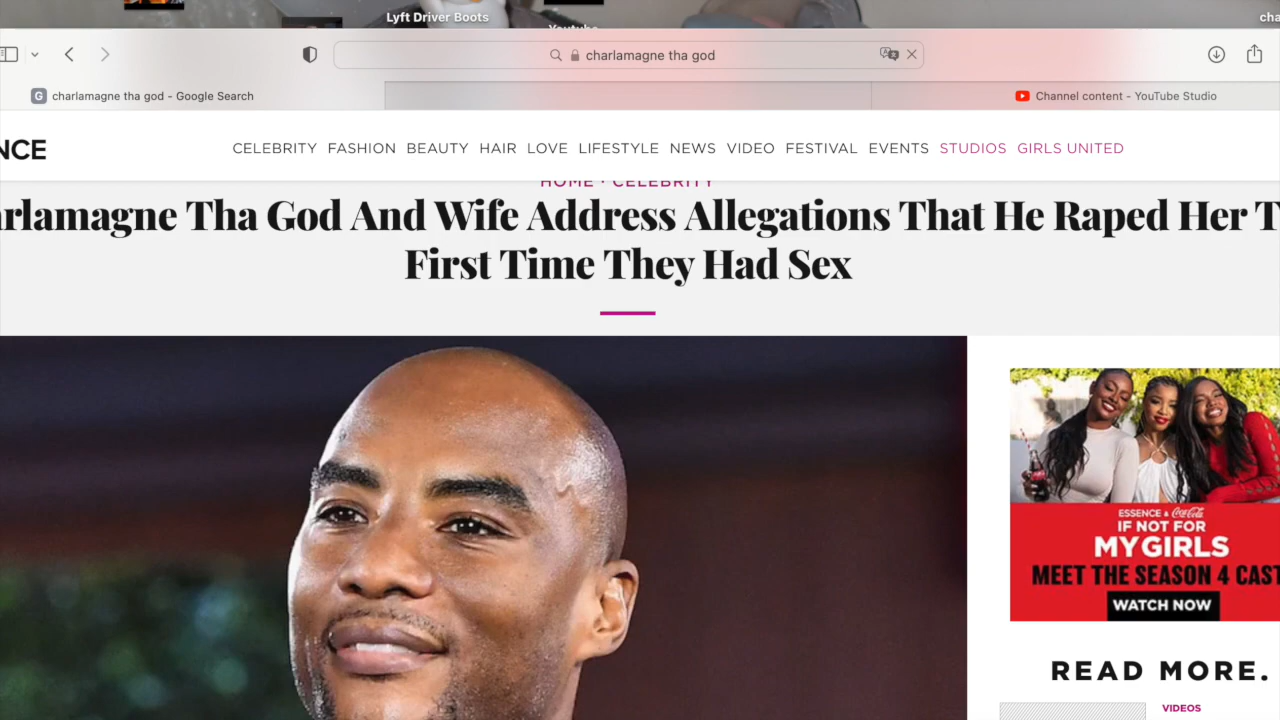 Lyft Driver Boots
Youtube
cha
charlamagne tha god
G charlamagne tha god - Google Search
Channel content - YouTube Studio
NCE
CELEBRITY FASHION BEAUTY HAIR LOVE LIFESTYLE NEWS VIDEO FESTIVAL EVENTS STUDIOS GIRLS UNITED
HOME · CELEBRITY
arlamagne Tha God And Wife Address Allegations That He Raped Her T
First Time They Had Sex
ESSENCE & Coca-Cola
IF NOT FOR
MY GIRLS
MEET THE SEASON 4 CAST
WATCH NOW
READ MORE.
VIDEOS